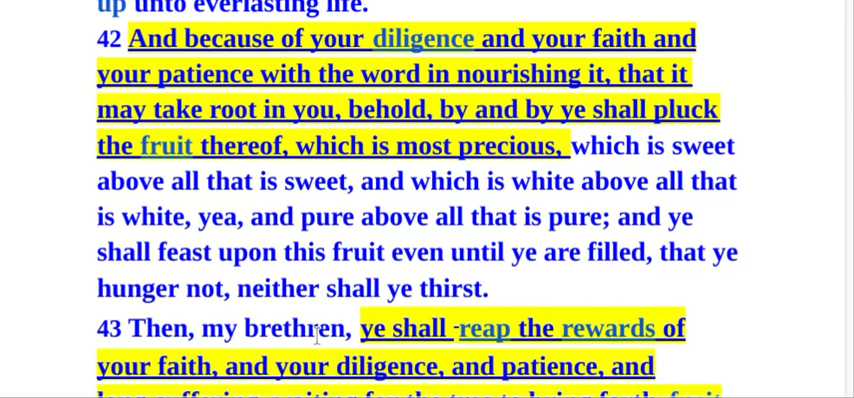 up unto everlasting life.
42 And because of your diligence and your faith and
your patience with the word in nourishing it, that it
may take root in you, behold, by and by ye shall pluck
the fruit thereof, which is most precious, which is sweet
above all that is sweet, and which is white above all that
is white, yea, and pure above all that is pure; and ye
shall feast upon this fruit even until ye are filled, that ye
hunger not, neither shall ye thirst.
43 Then, my brethren, ye shall reap the rewards of
your faith, and your diligence, and patience, and